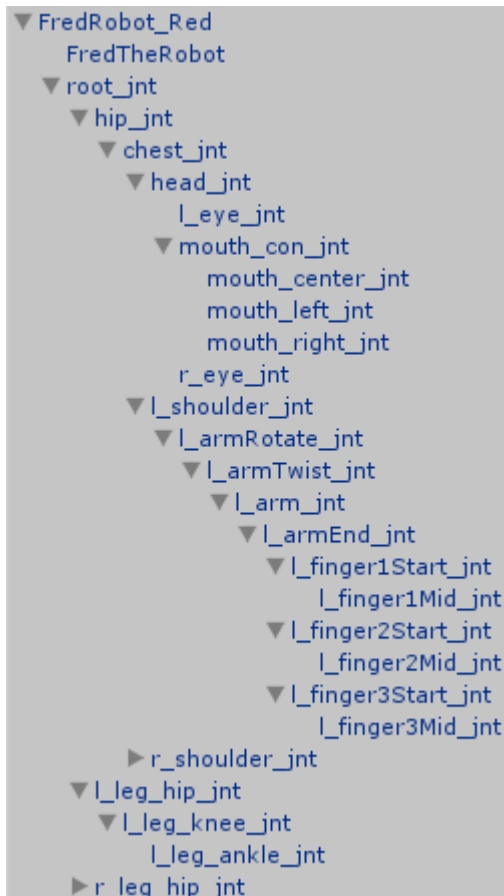 FredRobot_Red
FredTheRobot
root_jnt
hip_jnt
chest_jnt
head_jnt
l_eye_jnt
mouth_con_jnt
mouth_center_jnt
mouth_left_jnt
mouth_right_jnt
r_eye_jnt
l_shoulder_jnt
l_armRotate_jnt
l_armTwist_jnt
l_arm_jnt
l_armEnd_jnt
l_finger1Start_jnt
l_finger1Mid_jnt
l_finger2Start_jnt
l_finger2Mid_jnt
l_finger3Start_jnt
l_finger3Mid_jnt
r_shoulder_jnt
l_leg_hip_jnt
l_leg_knee_jnt
l_leg_ankle_jnt
r_leg_hip_jnt